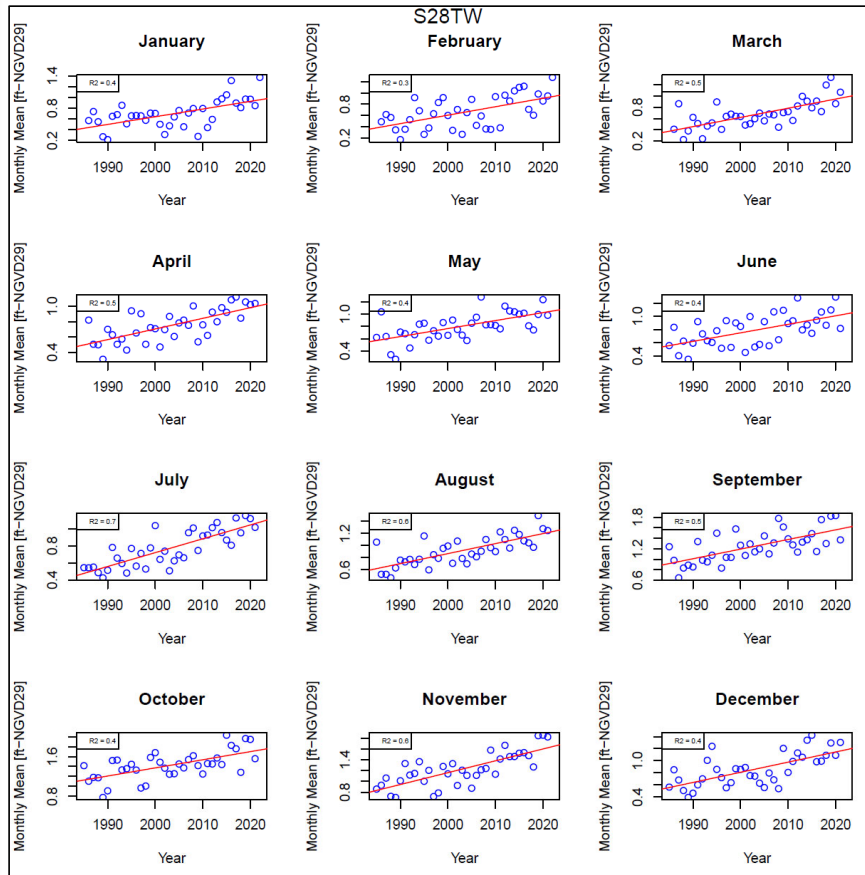 S28TW
January
February
March
Monthly Mean [ft-NGVD29]
0.2 0.8 1.4
R2 = 0.4
1990 2000 2010 2020
Year
Monthly Mean [ft-NGVD29]
0.2 0.8
R2 = 0.3
1990 2000 2010 2020
Year
Monthly Mean [ft-NGVD29]
0.2 0.8
R2 = 0.5
1990 2000 2010 2020
Year
April
May
June
Monthly Mean [ft-NGVD29]
0.4 1.0
R2 = 0.5
1990 2000 2010 2020
Year
Monthly Mean [ft-NGVD29]
0.4 1.0
R2 = 0.4
1990 2000 2010 2020
Year
Monthly Mean [ft-NGVD29]
0.4 1.0
R2 = 0.4
1990 2000 2010 2020
Year
July
August
September
Monthly Mean [ft-NGVD29]
0.4 0.8
R2 = 0.7
1990 2000 2010 2020
Year
Monthly Mean [ft-NGVD29]
0.6 1.2
R2 = 0.6
1990 2000 2010 2020
Year
Monthly Mean [ft-NGVD29]
0.6 1.2 1.8
R2 = 0.5
1990 2000 2010 2020
Year
October
November
December
Monthly Mean [ft-NGVD29]
0.8 1.6
R2 = 0.4
1990 2000 2010 2020
Year
Monthly Mean [ft-NGVD29]
0.8 1.4
R2 = 0.6
1990 2000 2010 2020
Year
Monthly Mean [ft-NGVD29]
0.4 1.0
R2 = 0.4
1990 2000 2010 2020
Year